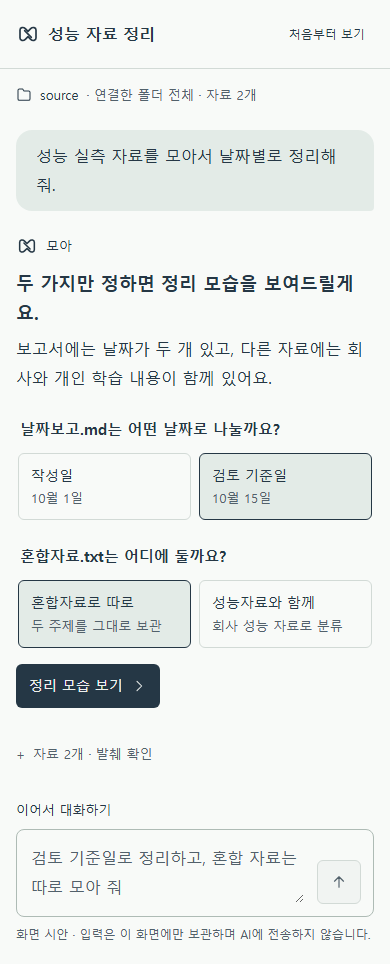 성능 자료 정리
처음부터 보기
source · 연결한 폴더 전체 · 자료 2개
성능 실측 자료를 모아서 날짜별로 정리해
줘.
모아
두 가지만 정하면 정리 모습을 보여드릴게
요.
보고서에는 날짜가 두 개 있고, 다른 자료에는 회
사와 개인 학습 내용이 함께 있어요.
날짜보고.md는 어떤 날짜로 나눌까요?
작성일
10월 1일
검토 기준일
10월 15일
혼합자료.txt는 어디에 둘까요?
혼합자료로 따로
두 주제를 그대로 보관
성능자료와 함께
회사 성능 자료로 분류
정리 모습 보기
+ 자료 2개 · 발췌 확인
이어서 대화하기
검토 기준일로 정리하고, 혼합 자료는
따로 모아 줘
화면 시안 · 입력은 이 화면에만 보관하며 AI에 전송하지 않습니다.